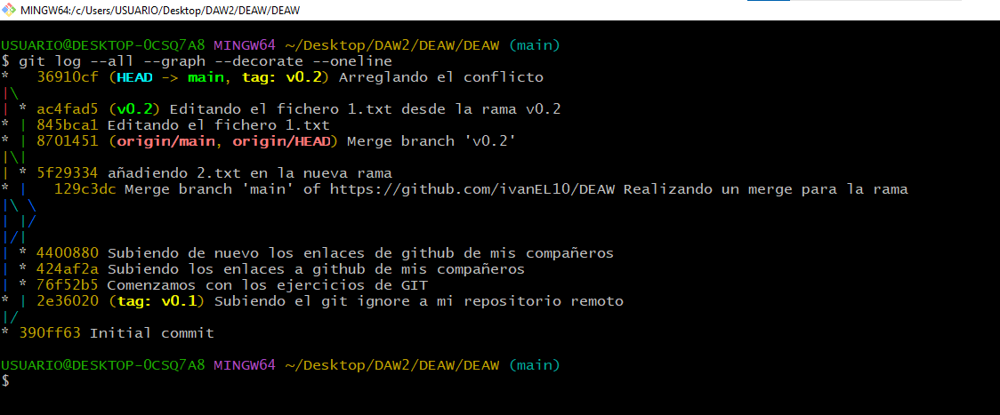 MINGW64:/c/Users/USUARIO/Desktop/DAW2/DEAW/DEAW
USUARIO@DESKTOP-0CSQ7A8 MINGW64 ~/Desktop/DAW2/DEAW/DEAW (main)
$ git log --all --graph --decorate --oneline
*   36910cf (HEAD -> main, tag: v0.2) Arreglando el conflicto
|\
| * ac4fad5 (v0.2) Editando el fichero 1.txt desde la rama v0.2
* | 845bca1 Editando el fichero 1.txt
* | 8701451 (origin/main, origin/HEAD) Merge branch 'v0.2'
|\|
| * 5f29334 añadiendo 2.txt en la nueva rama
* |   129c3dc Merge branch 'main' of https://github.com/ivanEL10/DEAW Realizando un merge para la rama
|\ \
| |/
|/|
| * 4400880 Subiendo de nuevo los enlaces de github de mis compañeros
| * 424af2a Subiendo los enlaces a github de mis compañeros
| * 76f52b5 Comenzamos con los ejercicios de GIT
* | 2e36020 (tag: v0.1) Subiendo el git ignore a mi repositorio remoto
|/
* 390ff63 Initial commit
USUARIO@DESKTOP-0CSQ7A8 MINGW64 ~/Desktop/DAW2/DEAW/DEAW (main)
$